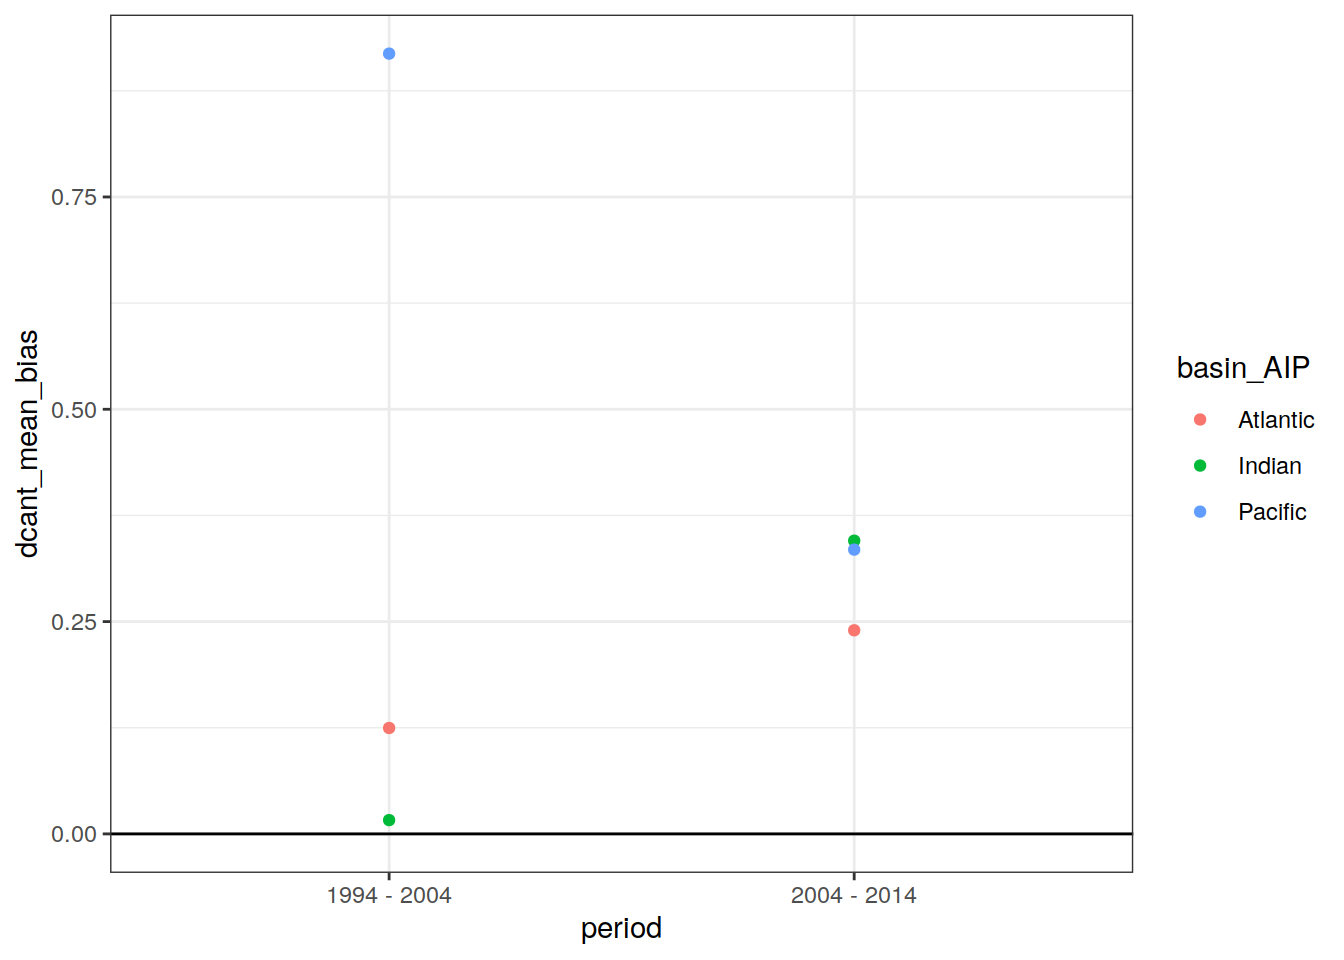 dcant_mean_bias
0.75
0.50
0.25
0.00
1994 - 2004
2004 - 2014
period
basin_AIP
Atlantic
Indian
Pacific